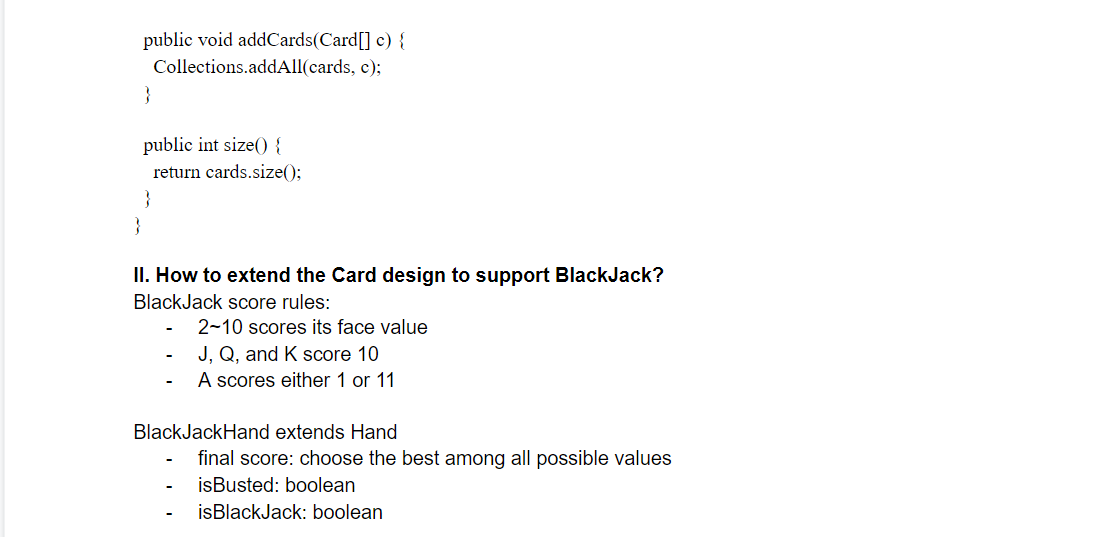 public void addCards(Card[] c) {
Collections.addAll(cards, c);
}
public int size() {
return cards.size();
}
}
II. How to extend the Card design to support BlackJack?
BlackJack score rules:
- 2~10 scores its face value
- J, Q, and K score 10
- A scores either 1 or 11
BlackJackHand extends Hand
- final score: choose the best among all possible values
- isBusted: boolean
- isBlackJack: boolean